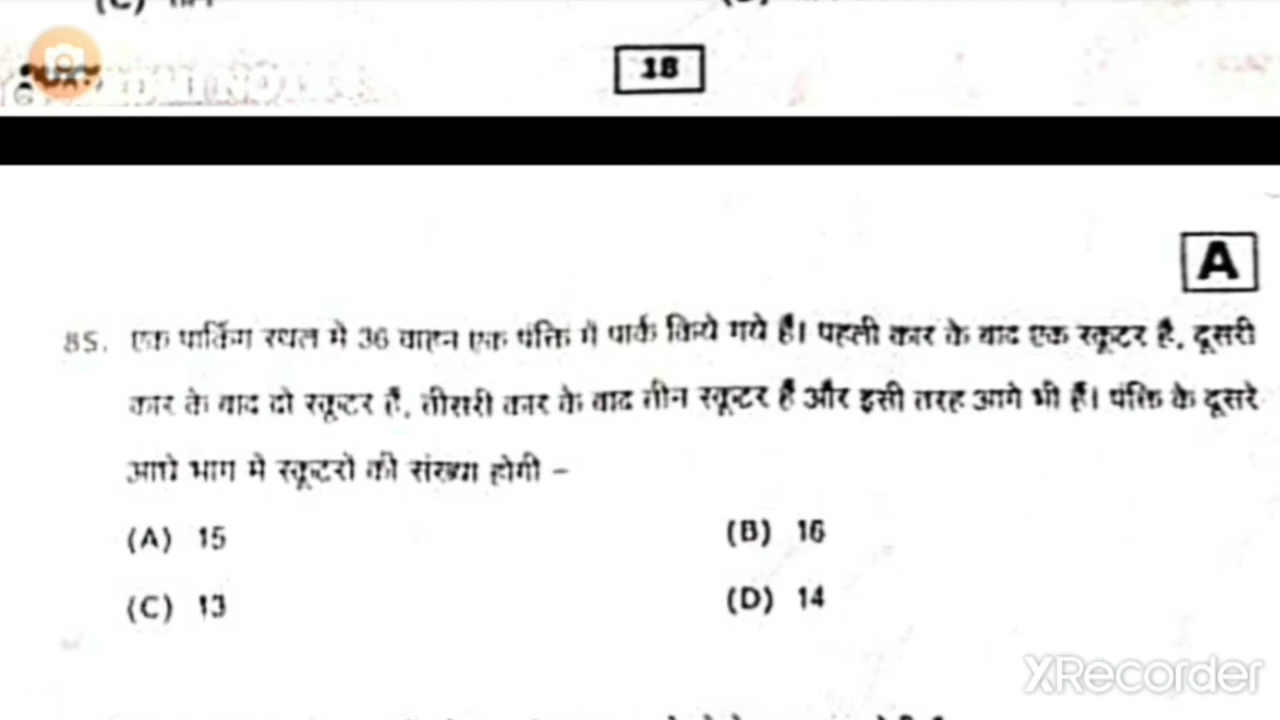 18
A
85. एक पार्किंग स्थल मे 36 वाहन एक पंक्ति में पार्क किये गये हैं। पहली कार के बाद एक स्कूटर है, दूसरी
कार के बाद दो स्कूटर हैं, तीसरी कार के बाद तीन स्कूटर हैं और इसी तरह आगे भी हैं। पंक्ति के दूसरे
आधे भाग मे स्कूटरो की संख्या होगी –
(A) 15
(B) 16
(C) 13
(D) 14
XRecorder